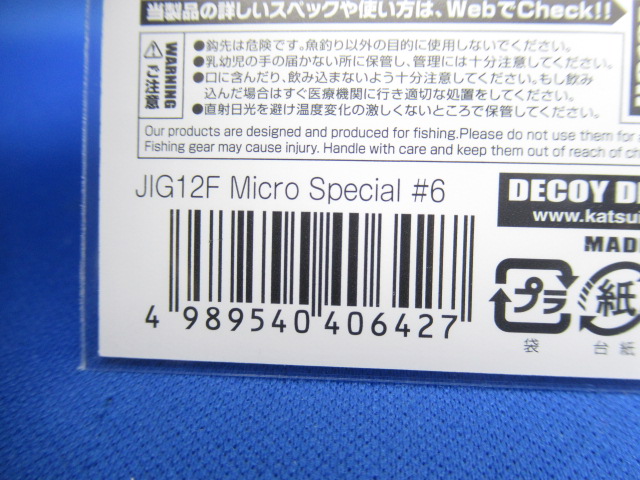 当製品の詳しいスペックや使い方は、WebでCheck!!
WARNING
ご注意
●鈎先は危険です。魚釣り以外の目的に使用しないでください。
●乳幼児の手の届かない所に保管し、管理には十分注意してください。
●口に含んだり、飲み込まないよう十分注意してください。もし飲み
込んだ場合はすぐ医療機関に行き適切な処置をしてください。
●直射日光を避け温度変化の激しくないところで保管してください。
Our products are designed and produced for fishing.Please do not use them for
Fishing gear may cause injury. Handle with care and keep them out of reach of
JIG12F Micro Special #6
DECOY
www.katsu
MAD
4 989540 406427
プラ
紙
袋
台紙